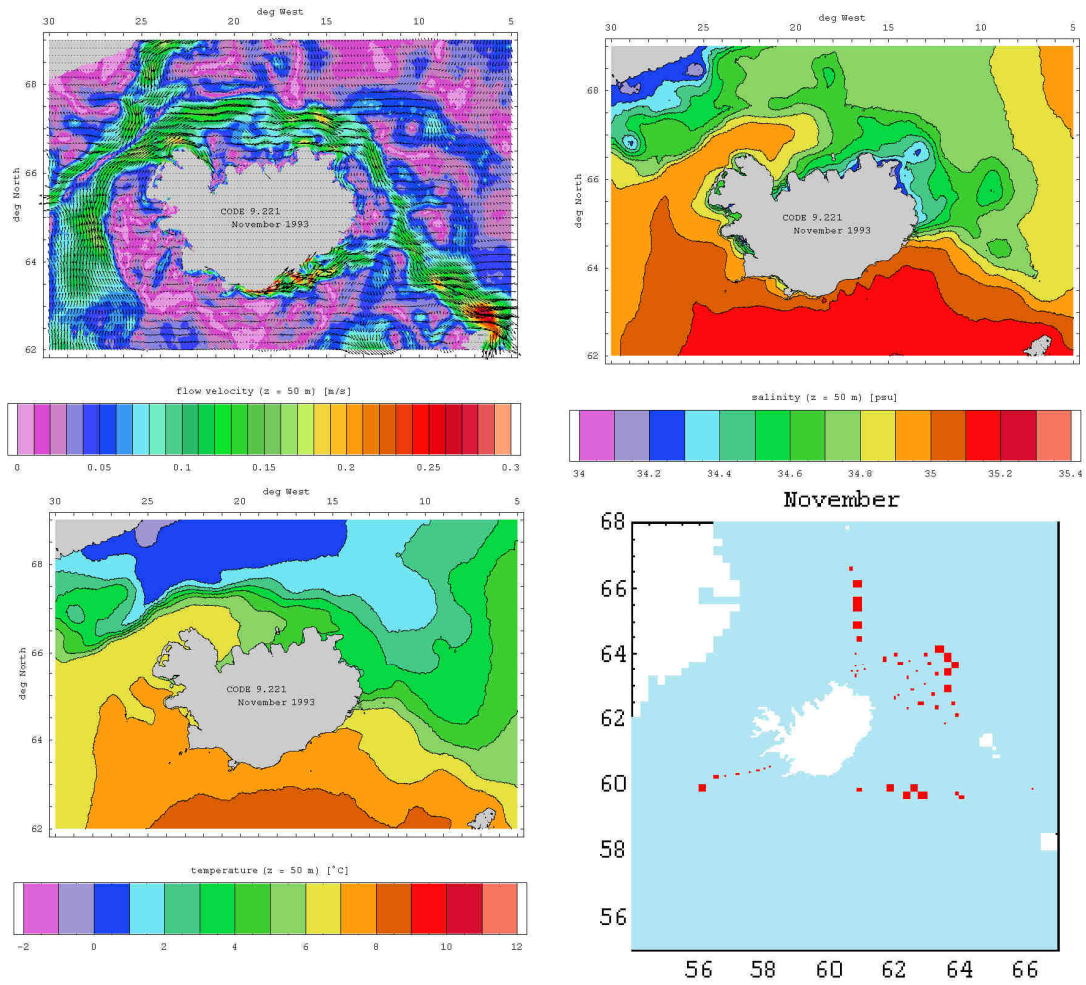 deg West
30 25 20 15 10 5
68
66
64
62
deg North
CODE 9.221
November 1993
flow velocity (z = 50 m) [m/s]
0 0.05 0.1 0.15 0.2 0.25 0.3
deg West
30 25 20 15 10 5
68
66
64
62
deg North
CODE 9.221
November 1993
salinity (z = 50 m) [psu]
34 34.2 34.4 34.6 34.8 35 35.2 35.4
deg West
30 25 20 15 10 5
68
66
64
62
deg North
CODE 9.221
November 1993
temperature (z = 50 m) [°C]
-2 0 2 4 6 8 10 12
November
68
66
64
62
60
58
56
56 58 60 62 64 66